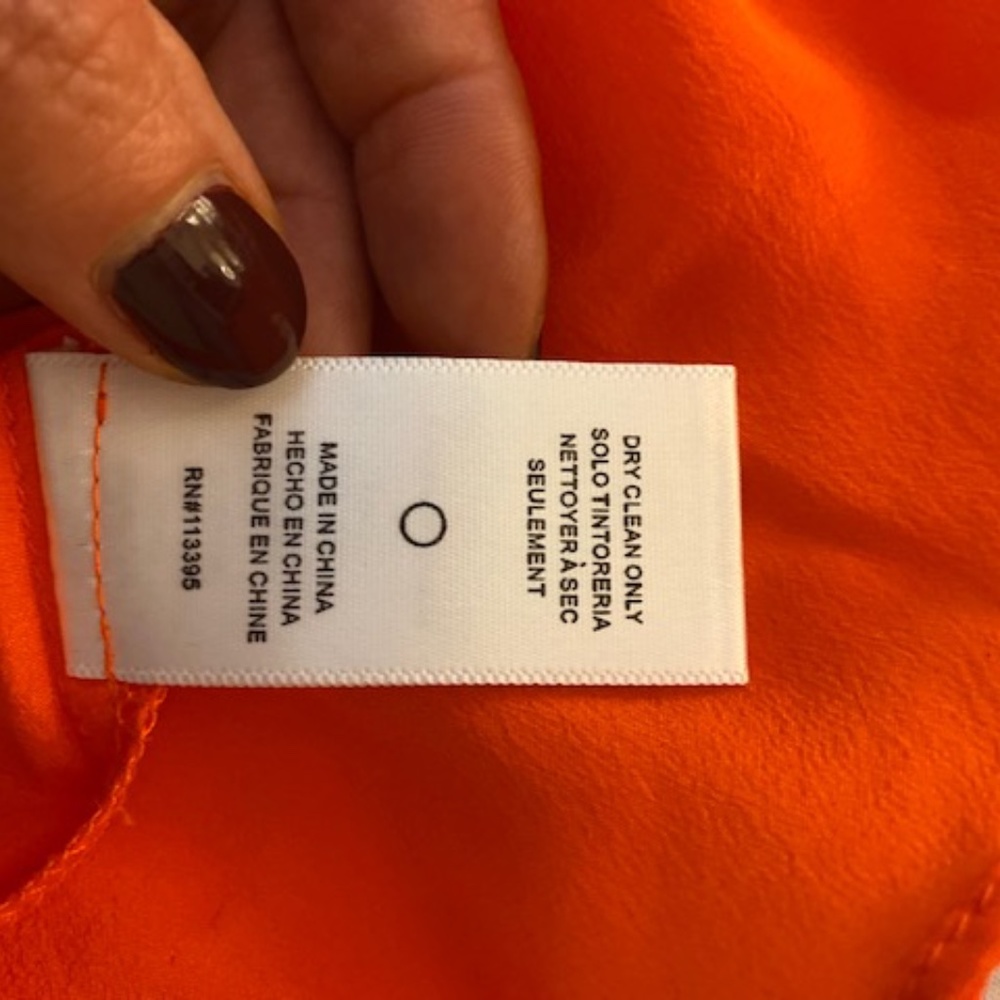 DRY CLEAN ONLY
SOLO TINTORERIA
NETTOYER À SEC
SEULEMENT
MADE IN CHINA
HECHO EN CHINA
FABRIQUE EN CHINE
RN#113395